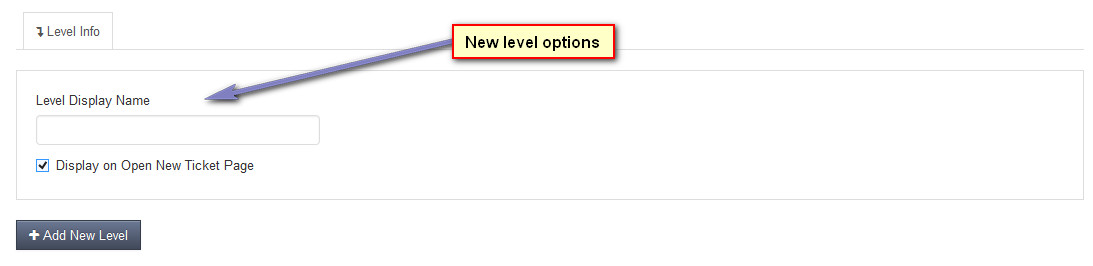 Level Info
New level options
Level Display Name
Display on Open New Ticket Page
Add New Level